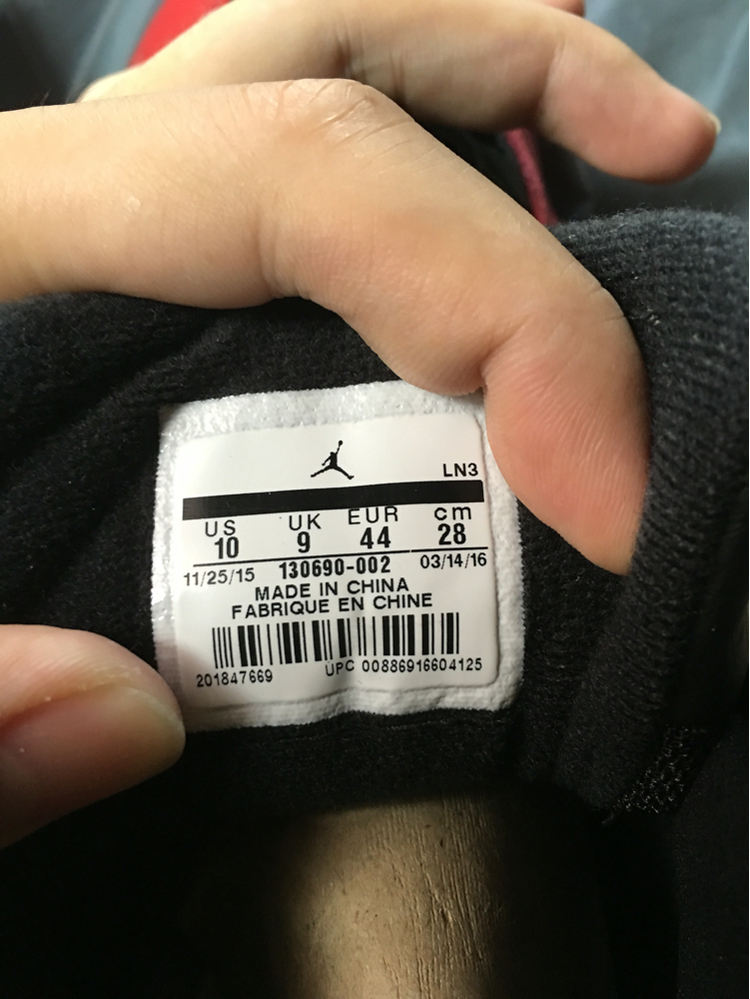 LN3
US UK EUR cm
10 9 44 28
11/25/15 130690-002 03/14/16
MADE IN CHINA
FABRIQUE EN CHINE
201847669 UPC 00886916604125